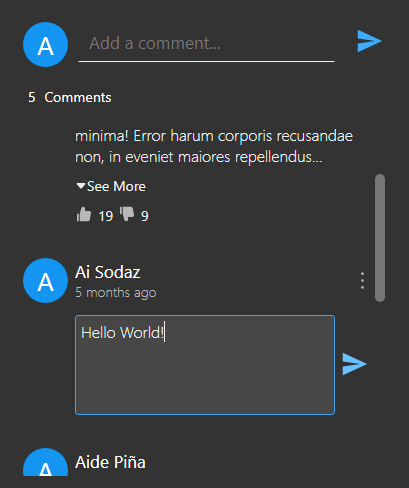 A Add a comment...
5 Comments
minima! Error harum corporis recusandae
non, in eveniet maiores repellendus...
See More
19 9
A Ai Sodaz
5 months ago
Hello World!
A Aide Piña